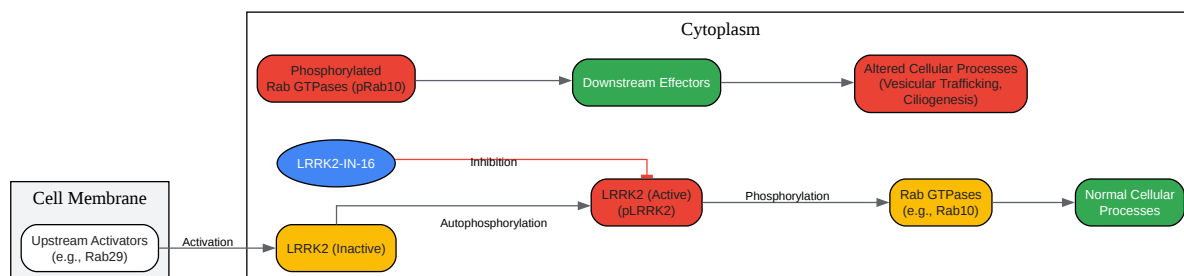 Cytoplasm
Phosphorylated
Rab GTPases (pRab10)
Downstream Effectors
Altered Cellular Processes
(Vesicular Trafficking,
Ciliogenesis)
LRRK2-IN-16
Inhibition
Cell Membrane
Upstream Activators
(e.g., Rab29)
Activation
LRRK2 (Inactive)
Autophosphorylation
LRRK2 (Active)
(pLRRK2)
Phosphorylation
Rab GTPases
(e.g., Rab10)
Normal Cellular
Processes